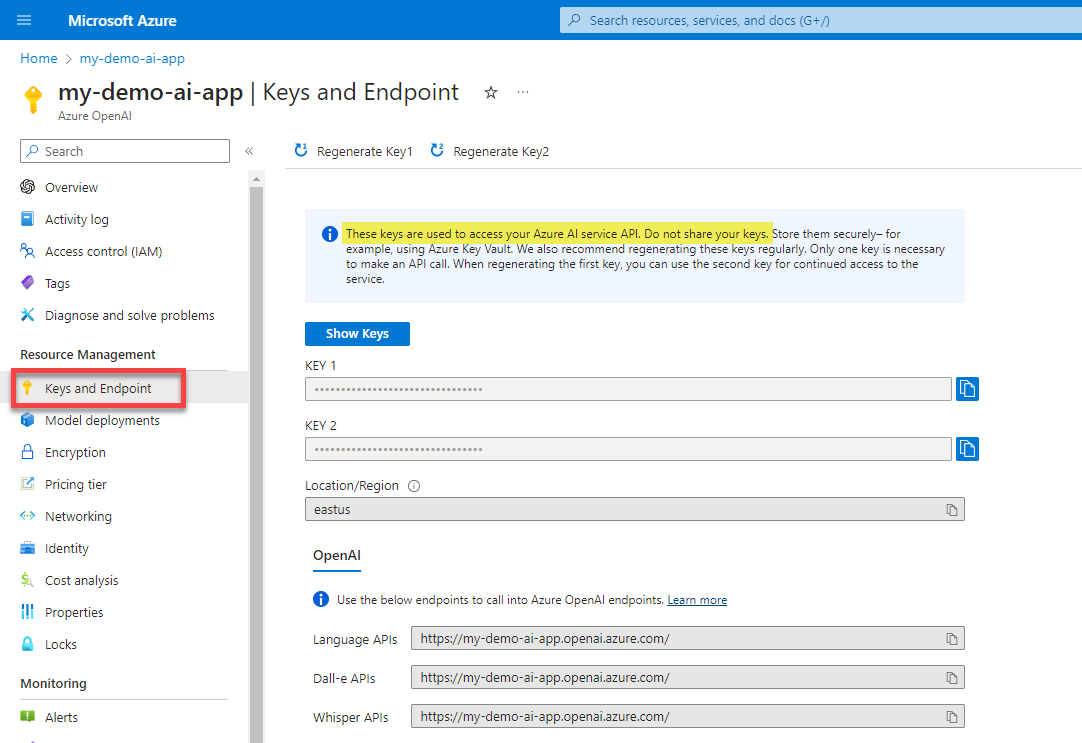 Microsoft Azure
Search resources, services, and docs (G+/)
Home > my-demo-ai-app
my-demo-ai-app | Keys and Endpoint
Azure OpenAI
Search
Overview
Activity log
Access control (IAM)
Tags
Diagnose and solve problems
Resource Management
Keys and Endpoint
Model deployments
Encryption
Pricing tier
Networking
Identity
Cost analysis
Properties
Locks
Monitoring
Alerts
Regenerate Key1 Regenerate Key2
These keys are used to access your Azure AI service API. Do not share your keys. Store them securely– for
example, using Azure Key Vault. We also recommend regenerating these keys regularly. Only one key is necessary
to make an API call. When regenerating the first key, you can use the second key for continued access to the
service.
Show Keys
KEY 1
KEY 2
Location/Region
eastus
OpenAI
Use the below endpoints to call into Azure OpenAI endpoints. Learn more
Language APIs https://my-demo-ai-app.openai.azure.com/
Dall-e APIs https://my-demo-ai-app.openai.azure.com/
Whisper APIs https://my-demo-ai-app.openai.azure.com/